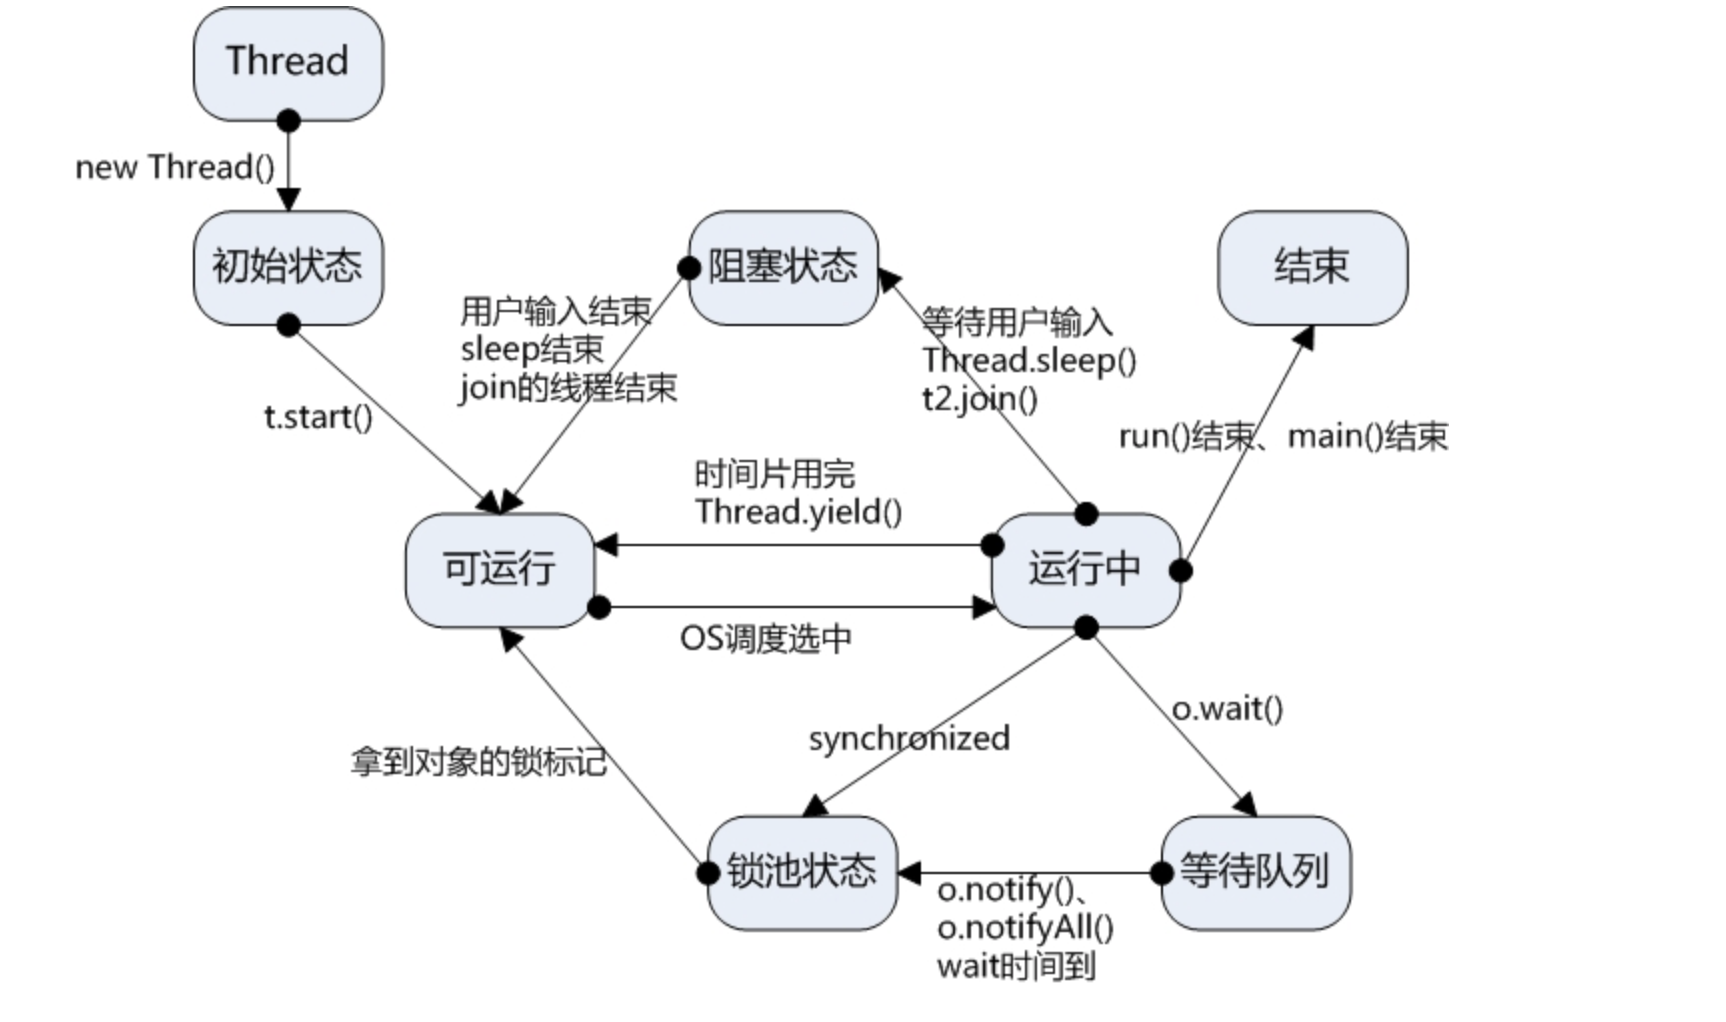 Thread
new Thread()
初始状态
阻塞状态
结束
用户输入结束
sleep结束
join的线程结束
等待用户输入
Thread.sleep()
t2.join()
t.start()
run()结束、main()结束
时间片用完
Thread.yield()
可运行
运行中
OS调度选中
o.wait()
synchronized
拿到对象的锁标记
锁池状态
等待队列
o.notify()、
o.notifyAll()
wait时间到